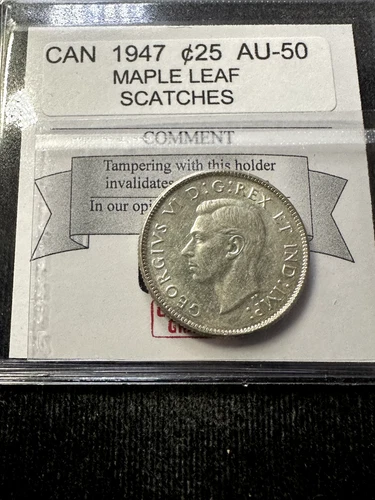 CAN 1947 ¢25 AU-50
MAPLE LEAF
SCATCHES
COMMENT
Tampering with this holder
invalidates
In our opi
GEORGIVS VI D:G:REX ET IND:IMP: